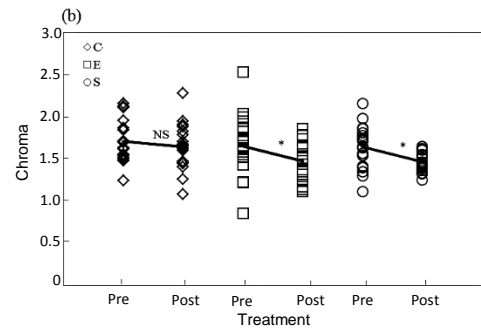 (b)
3.0
2.5
2.0
1.5
1.0
0.5
0
Chroma
C
E
S
NS
*
*
Pre Post Pre Post Pre Post
Treatment